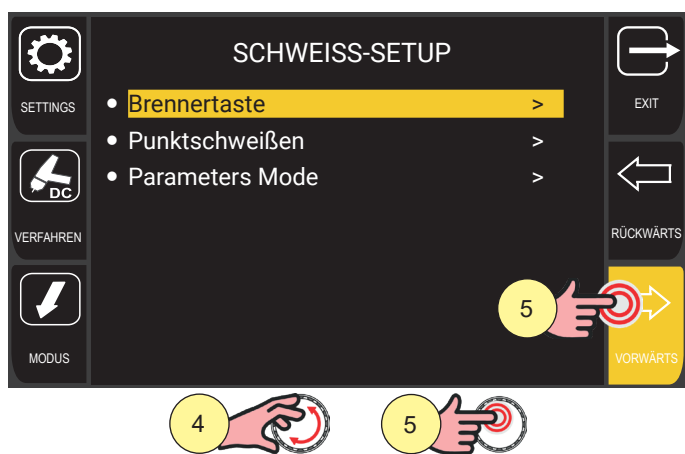 SCHWEISS-SETUP
SETTINGS
EXIT
• Brennertaste >
• Punktschweißen >
• Parameters Mode >
DC
VERFAHREN
RÜCKWÄRTS
5
MODUS
VORWÄRTS
4
5